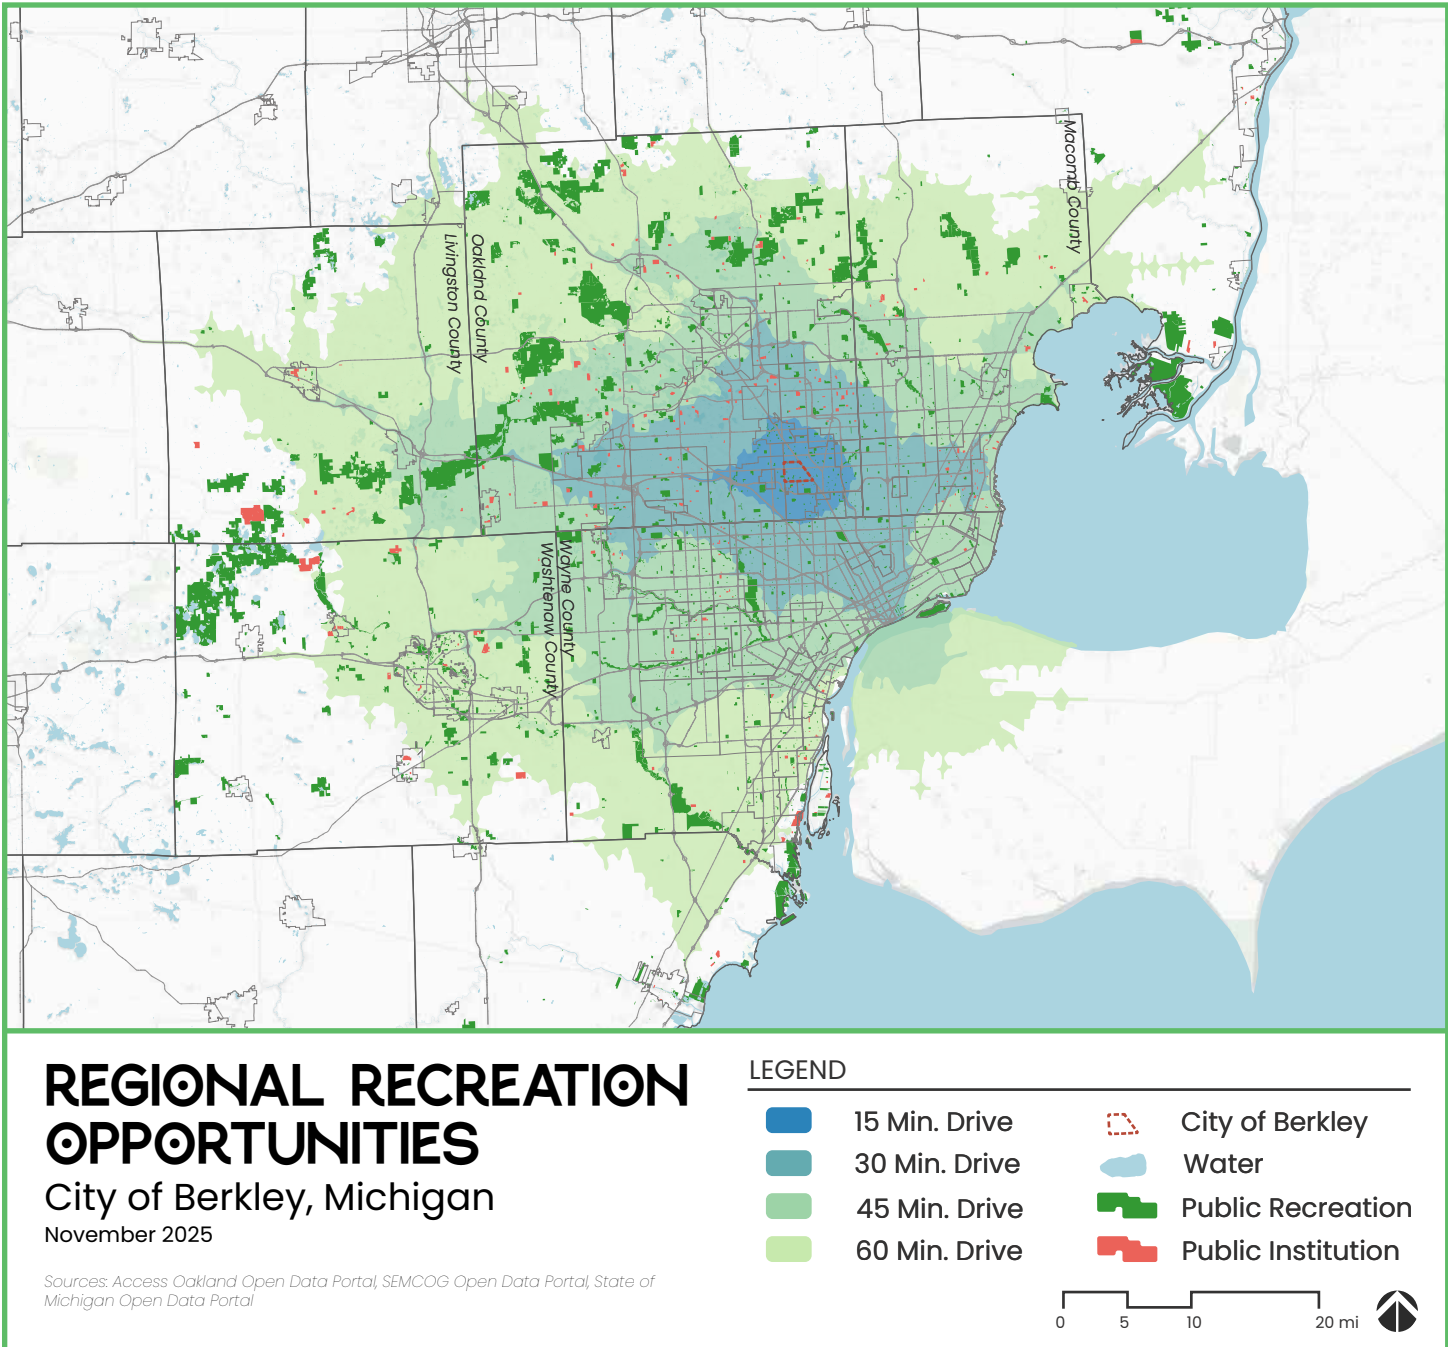 Macomb County
Oakland County
Livingston County
Wayne County
Washtenaw County
REGIONAL RECREATION
OPPORTUNITIES
City of Berkley, Michigan
November 2025
Sources: Access Oakland Open Data Portal, SEMCOG Open Data Portal, State of
Michigan Open Data Portal
LEGEND
15 Min. Drive
30 Min. Drive
45 Min. Drive
60 Min. Drive
City of Berkley
Water
Public Recreation
Public Institution
0 5 10 20 mi